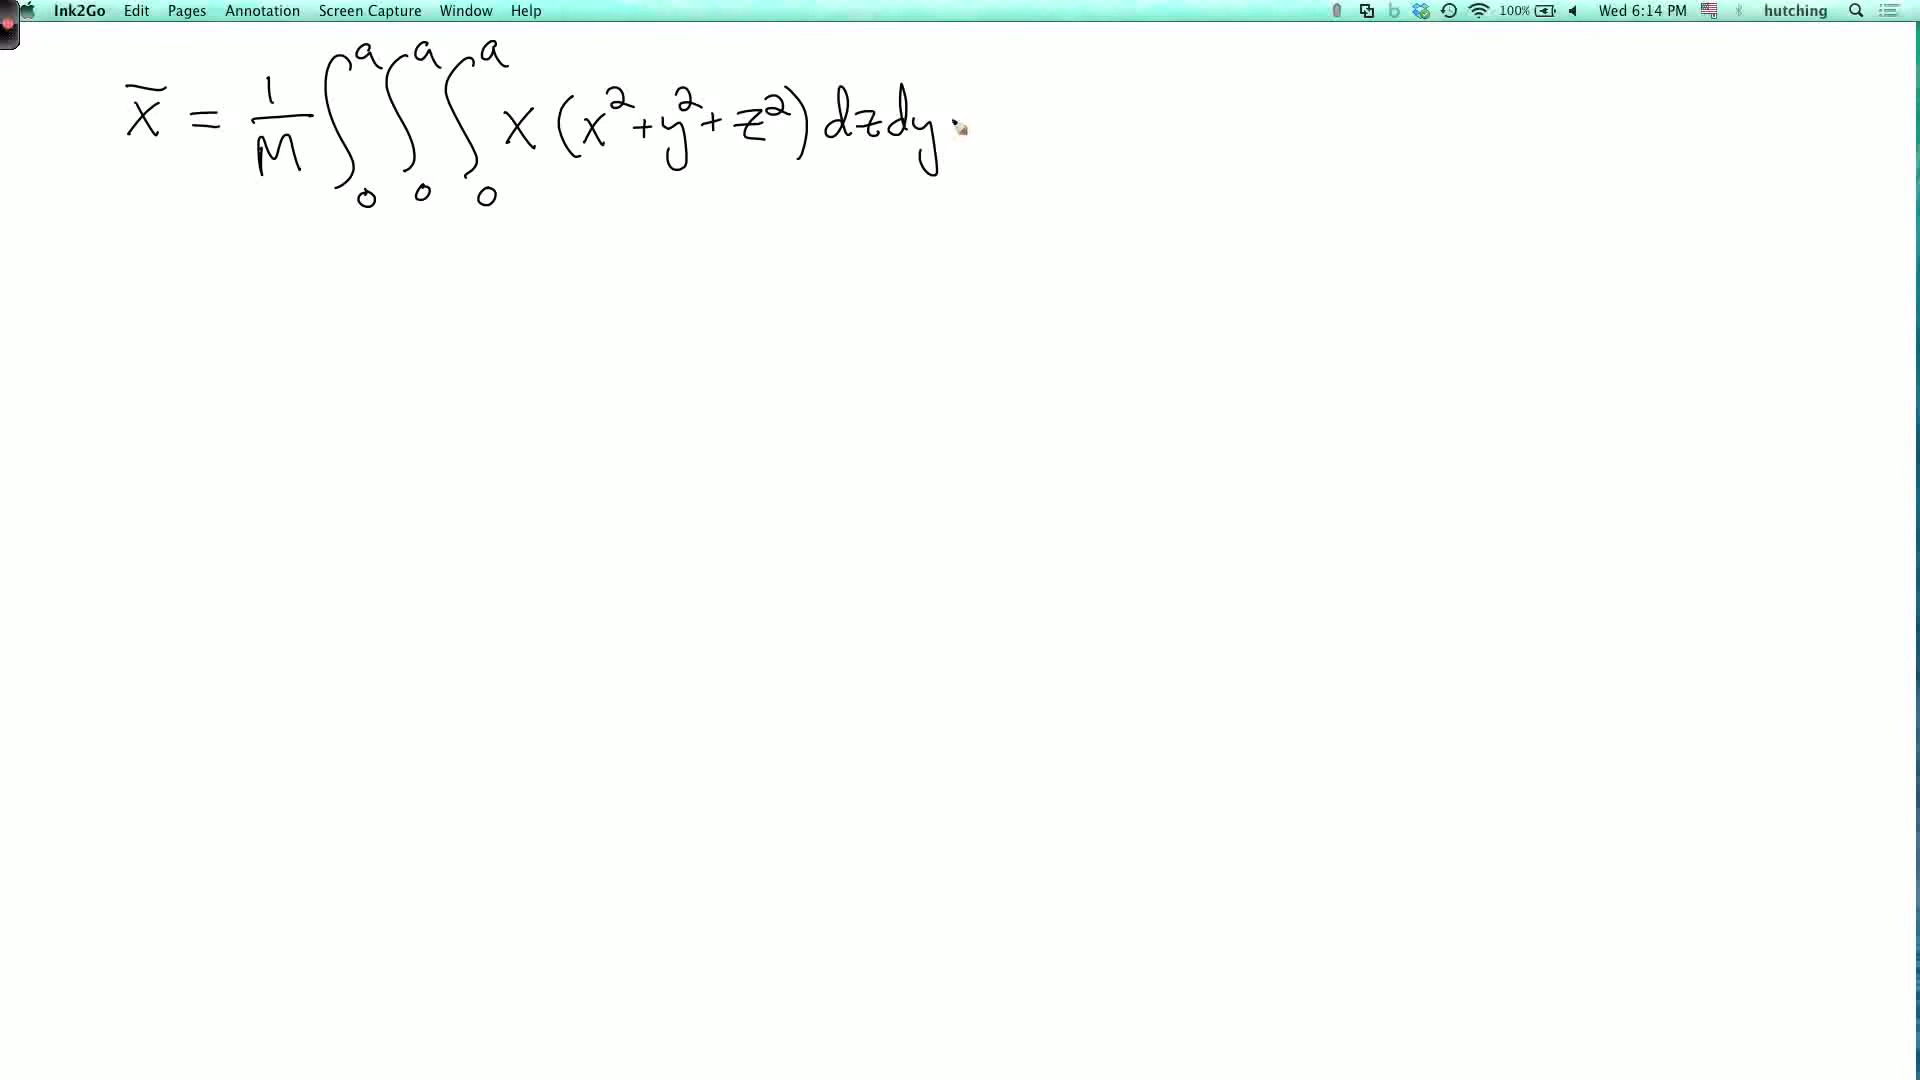 Ink2Go Edit Pages Annotation Screen Capture Window Help 100% Wed 6:14 PM hutching
x̄ = 1/M ∫₀ᵃ ∫₀ᵃ ∫₀ᵃ x (x² + y² + z²) dz dy